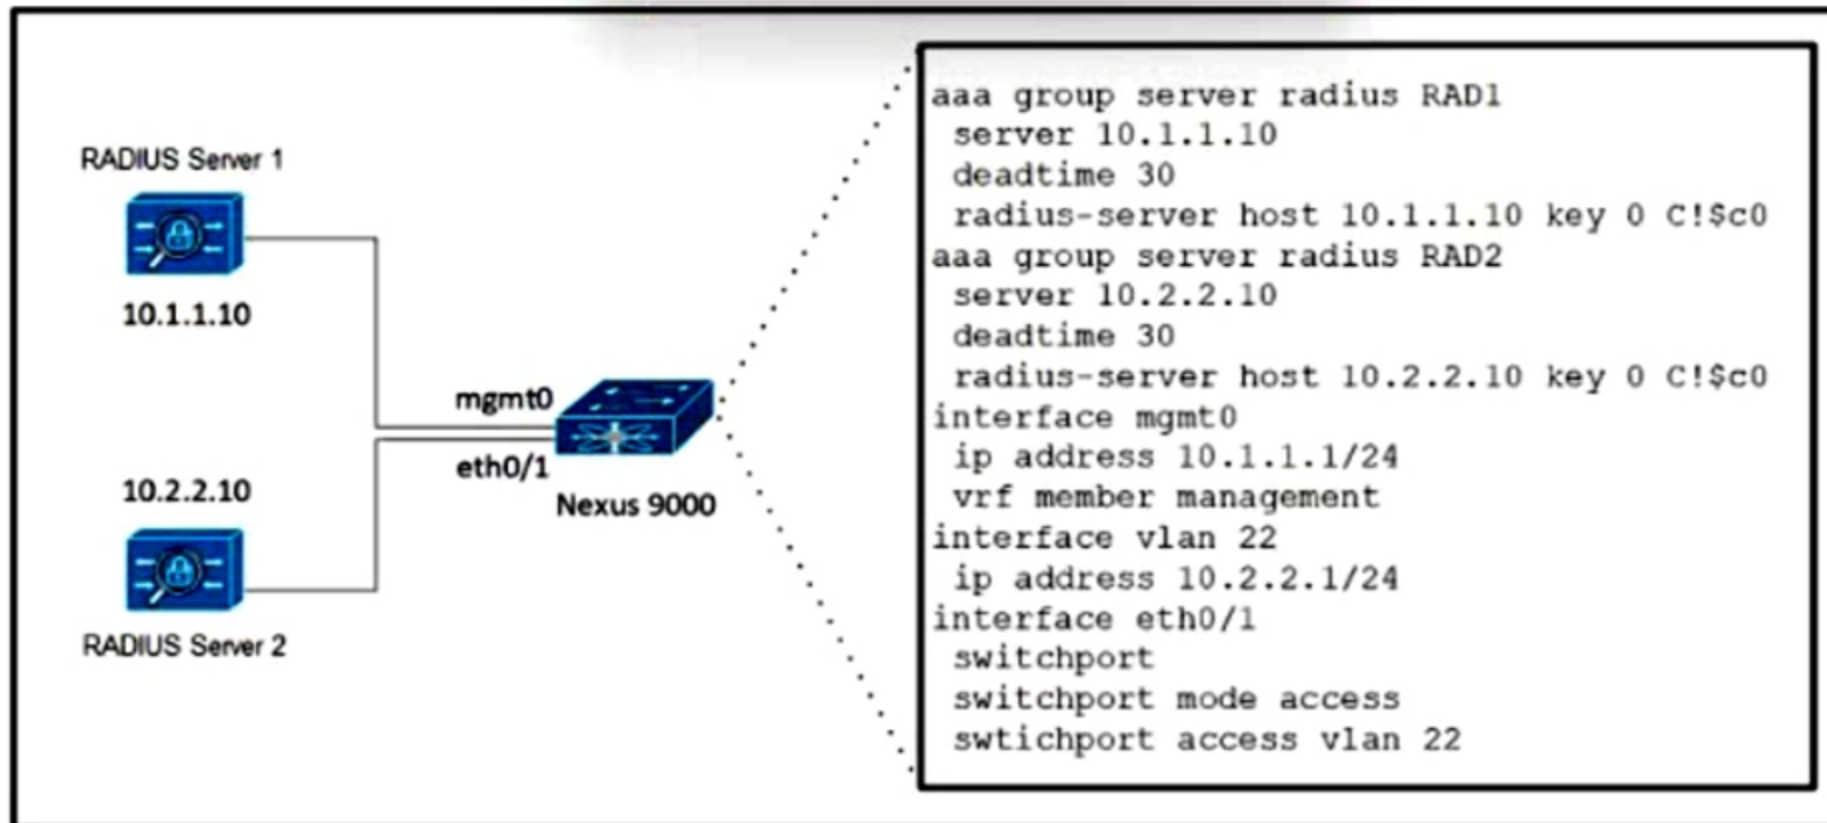 RADIUS Server 1
10.1.1.10
mgmt0
eth0/1
Nexus 9000
10.2.2.10
RADIUS Server 2
aaa group server radius RAD1
server 10.1.1.10
deadtime 30
radius-server host 10.1.1.10 key 0 C!$c0
aaa group server radius RAD2
server 10.2.2.10
deadtime 30
radius-server host 10.2.2.10 key 0 C!$c0
interface mgmt0
ip address 10.1.1.1/24
vrf member management
interface vlan 22
ip address 10.2.2.1/24
interface eth0/1
switchport
switchport mode access
swtichport access vlan 22